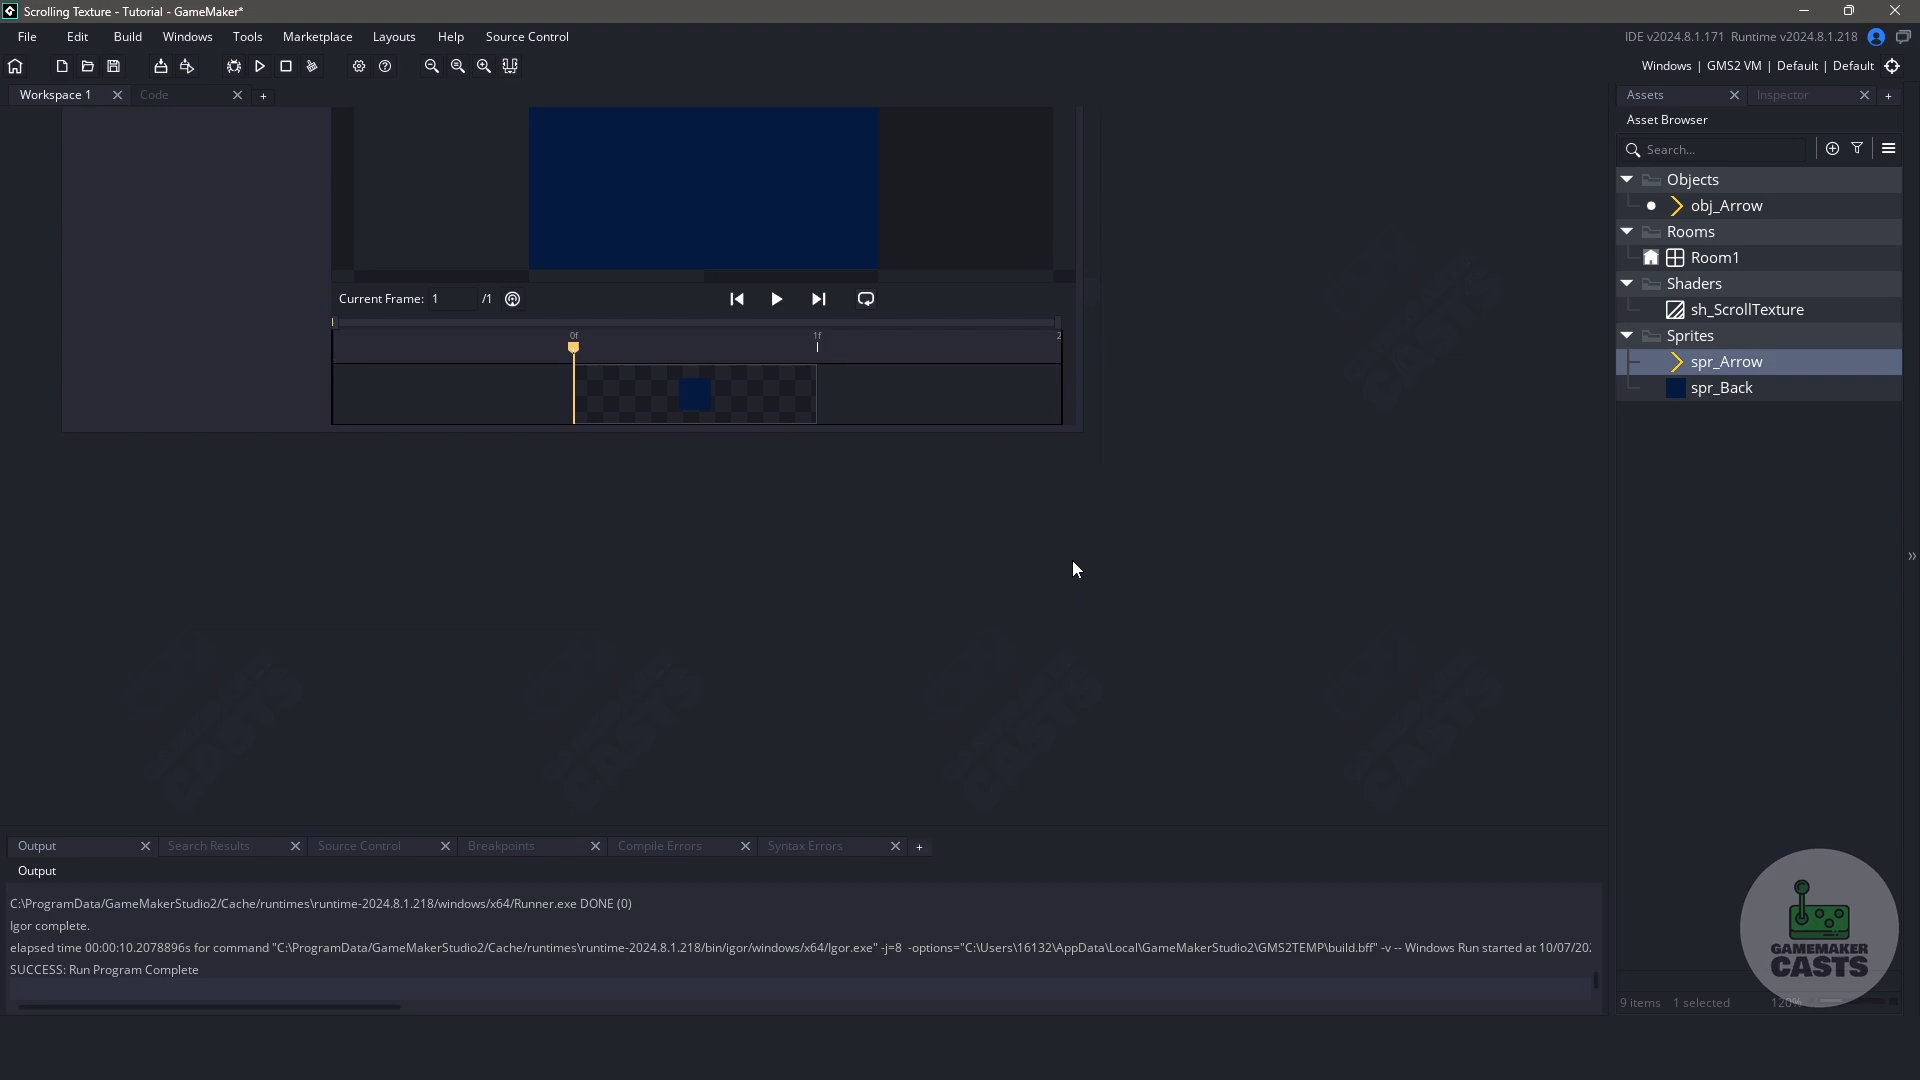 Scrolling Texture - Tutorial - GameMaker*
File Edit Build Windows Tools Marketplace Layouts Help Source Control
IDE v2024.8.1.171 Runtime v2024.8.1.218
Windows | GMS2 VM | Default | Default
Workspace 1
Code
Assets
Inspector
Asset Browser
Search...
Objects
obj_Arrow
Rooms
Room1
Shaders
sh_ScrollTexture
Sprites
spr_Arrow
spr_Back
Current Frame: 1 /1
0f 1f 2
Output
Search Results
Source Control
Breakpoints
Compile Errors
Syntax Errors
Output
C:\ProgramData/GameMakerStudio2/Cache/runtimes\runtime-2024.8.1.218/windows/x64/Runner.exe DONE (0)
Igor complete.
elapsed time 00:00:10.2078896s for command "C:\ProgramData/GameMakerStudio2/Cache/runtimes\runtime-2024.8.1.218/bin/igor/windows/x64/Igor.exe" -j=8 -options="C:\Users\16132\AppData\Local\GameMakerStudio2\GMS2TEMP\build.bff" -v -- Windows Run started at 10/07/202
SUCCESS: Run Program Complete
GAMEMAKER
CASTS
9 items 1 selected 120%